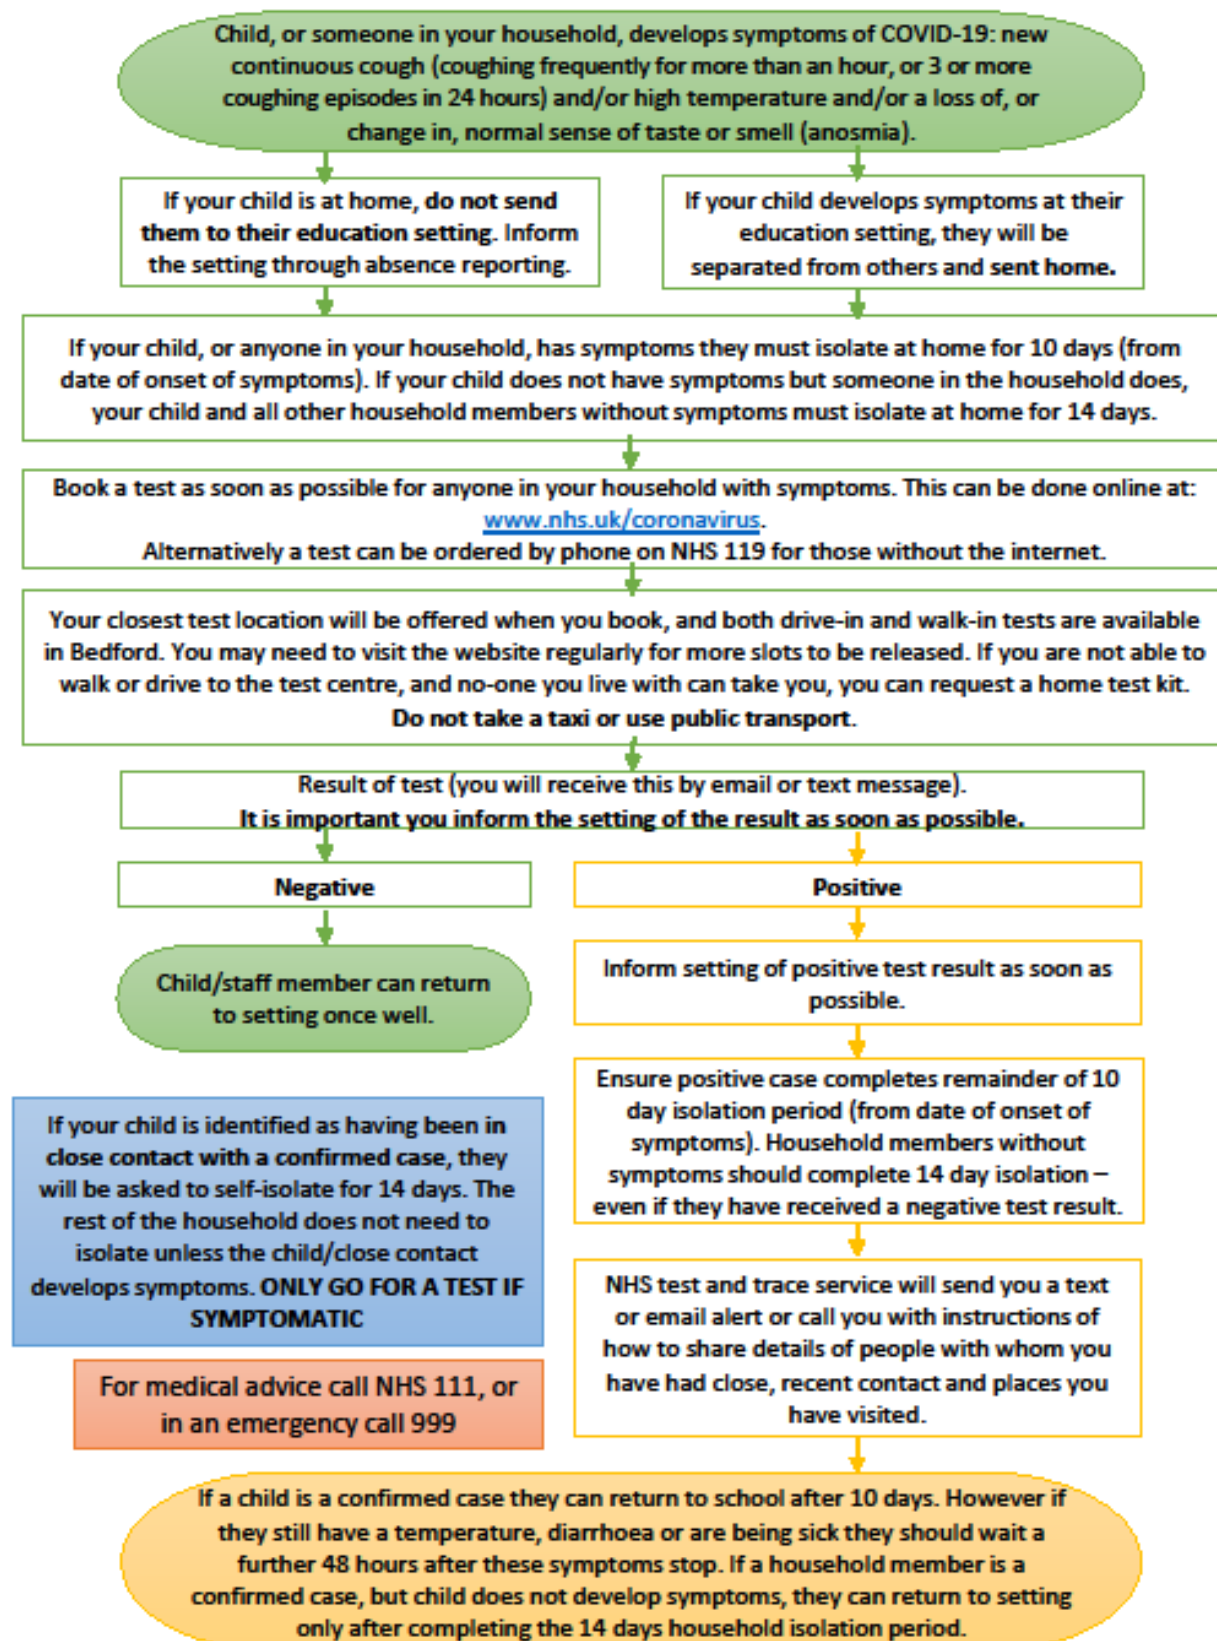 Child, or someone in your household, develops symptoms of COVID-19: new
continuous cough (coughing frequently for more than an hour, or 3 or more
coughing episodes in 24 hours) and/or high temperature and/or a loss of, or
change in, normal sense of taste or smell (anosmia).
If your child is at home, do not send
them to their education setting. Inform
the setting through absence reporting.
If your child develops symptoms at their
education setting, they will be
separated from others and sent home.
If your child, or anyone in your household, has symptoms they must isolate at home for 10 days (from
date of onset of symptoms). If your child does not have symptoms but someone in the household does,
your child and all other household members without symptoms must isolate at home for 14 days.
Book a test as soon as possible for anyone in your household with symptoms. This can be done online at:
www.nhs.uk/coronavirus.
Alternatively a test can be ordered by phone on NHS 119 for those without the internet.
Your closest test location will be offered when you book, and both drive-in and walk-in tests are available
in Bedford. You may need to visit the website regularly for more slots to be released. If you are not able to
walk or drive to the test centre, and no-one you live with can take you, you can request a home test kit.
Do not take a taxi or use public transport.
Result of test (you will receive this by email or text message).
It is important you inform the setting of the result as soon as possible.
Negative
Child/staff member can return
to setting once well.
Positive
Inform setting of positive test result as soon as
possible.
Ensure positive case completes remainder of 10
day isolation period (from date of onset of
symptoms). Household members without
symptoms should complete 14 day isolation –
even if they have received a negative test result.
NHS test and trace service will send you a text
or email alert or call you with instructions of
how to share details of people with whom you
have had close, recent contact and places you
have visited.
If your child is identified as having been in
close contact with a confirmed case, they
will be asked to self-isolate for 14 days. The
rest of the household does not need to
isolate unless the child/close contact
develops symptoms. ONLY GO FOR A TEST IF
SYMPTOMATIC
For medical advice call NHS 111, or
in an emergency call 999
If a child is a confirmed case they can return to school after 10 days. However if
they still have a temperature, diarrhoea or are being sick they should wait a
further 48 hours after these symptoms stop. If a household member is a
confirmed case, but child does not develop symptoms, they can return to setting
only after completing the 14 days household isolation period.